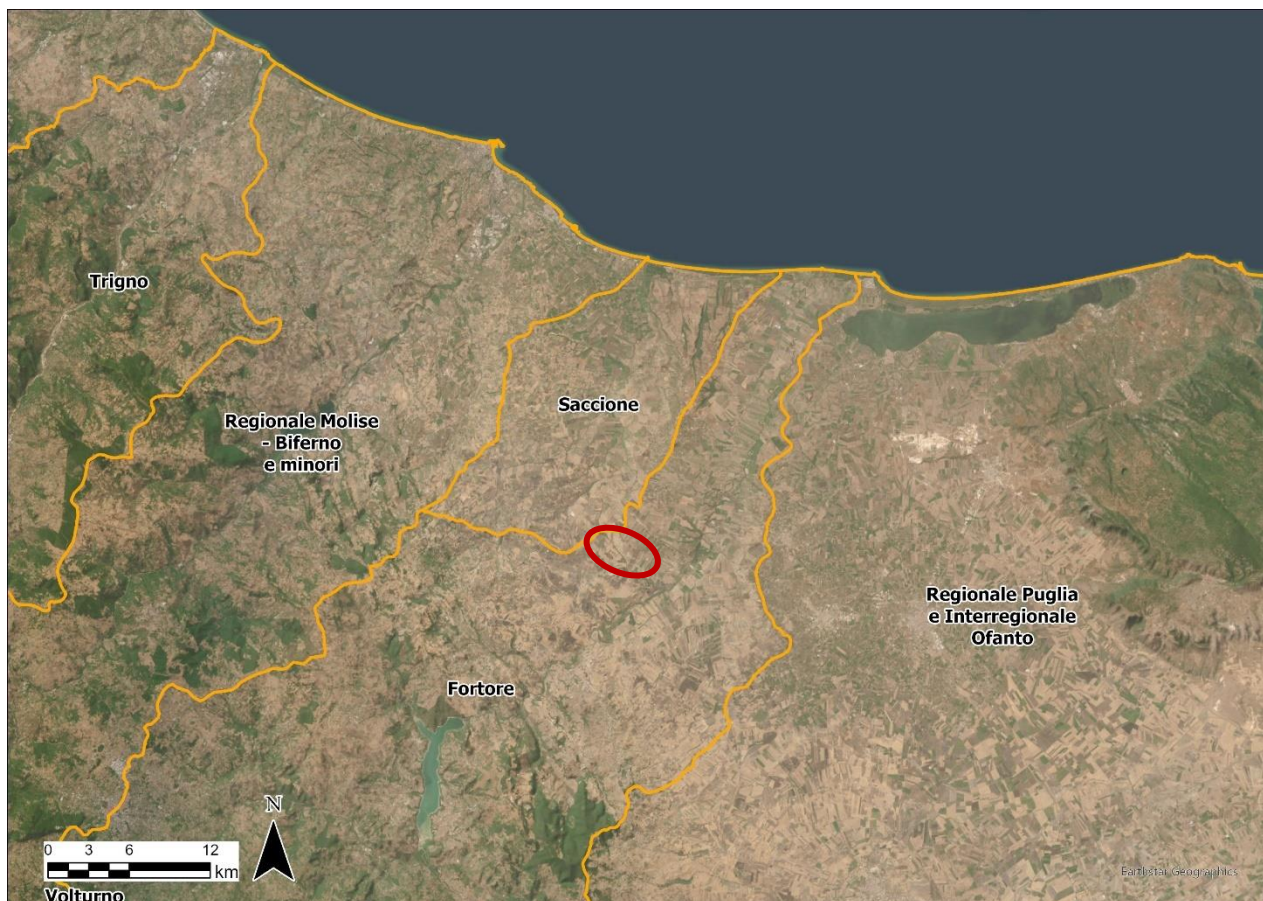 Trigno
Regionale Molise
- Biferno
e minori
Saccione
Regionale Puglia
e Interregionale
Ofanto
Fortore
N
0 3 6 12
km
Volturno
Earthstar Geographics